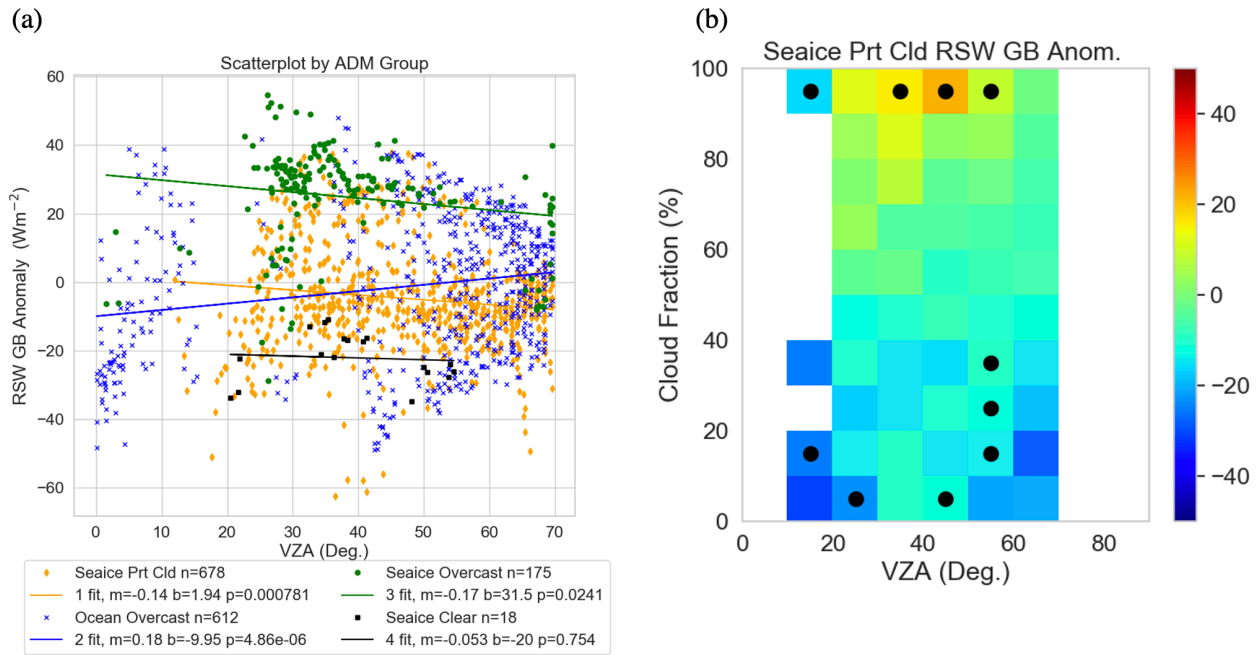 (a)
Scatterplot by ADM Group
RSW GB Anomaly (Wm−2)
60
40
20
0
−20
−40
−60
0 10 20 30 40 50 60 70
VZA (Deg.)
Seaice Prt Cld n=678
1 fit, m=-0.14 b=1.94 p=0.000781
Ocean Overcast n=612
2 fit, m=0.18 b=-9.95 p=4.86e-06
Seaice Overcast n=175
3 fit, m=-0.17 b=31.5 p=0.0241
Seaice Clear n=18
4 fit, m=-0.053 b=-20 p=0.754
(b)
Seaice Prt Cld RSW GB Anom.
Cloud Fraction (%)
100
80
60
40
20
0
0 20 40 60 80
VZA (Deg.)
40
20
0
−20
−40